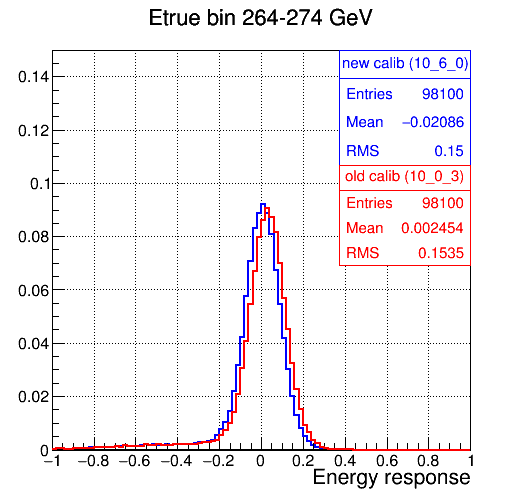 Etrue bin 264-274 GeV
new calib (10_6_0)
Entries 98100
Mean −0.02086
RMS 0.15
old calib (10_0_3)
Entries 98100
Mean 0.002454
RMS 0.1535
0.14
0.12
0.1
0.08
0.06
0.04
0.02
0
−1 −0.8 −0.6 −0.4 −0.2 0 0.2 0.4 0.6 0.8 1
Energy response